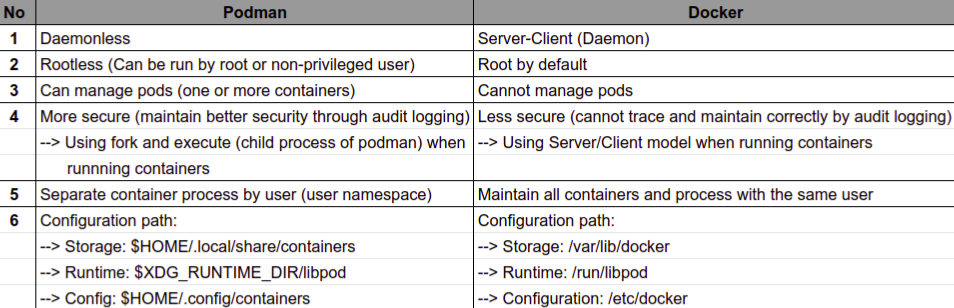 No Podman Docker
1 Daemonless Server-Client (Daemon)
2 Rootless (Can be run by root or non-privileged user) Root by default
3 Can manage pods (one or more containers) Cannot manage pods
4 More secure (maintain better security through audit logging) Less secure (cannot trace and maintain correctly by audit logging)
--> Using fork and execute (child process of podman) when --> Using Server/Client model when running containers
runnning containers
5 Separate container process by user (user namespace) Maintain all containers and process with the same user
6 Configuration path: Configuration path:
--> Storage: $HOME/.local/share/containers --> Storage: /var/lib/docker
--> Runtime: $XDG_RUNTIME_DIR/libpod --> Runtime: /run/libpod
--> Config: $HOME/.config/containers --> Configuration: /etc/docker